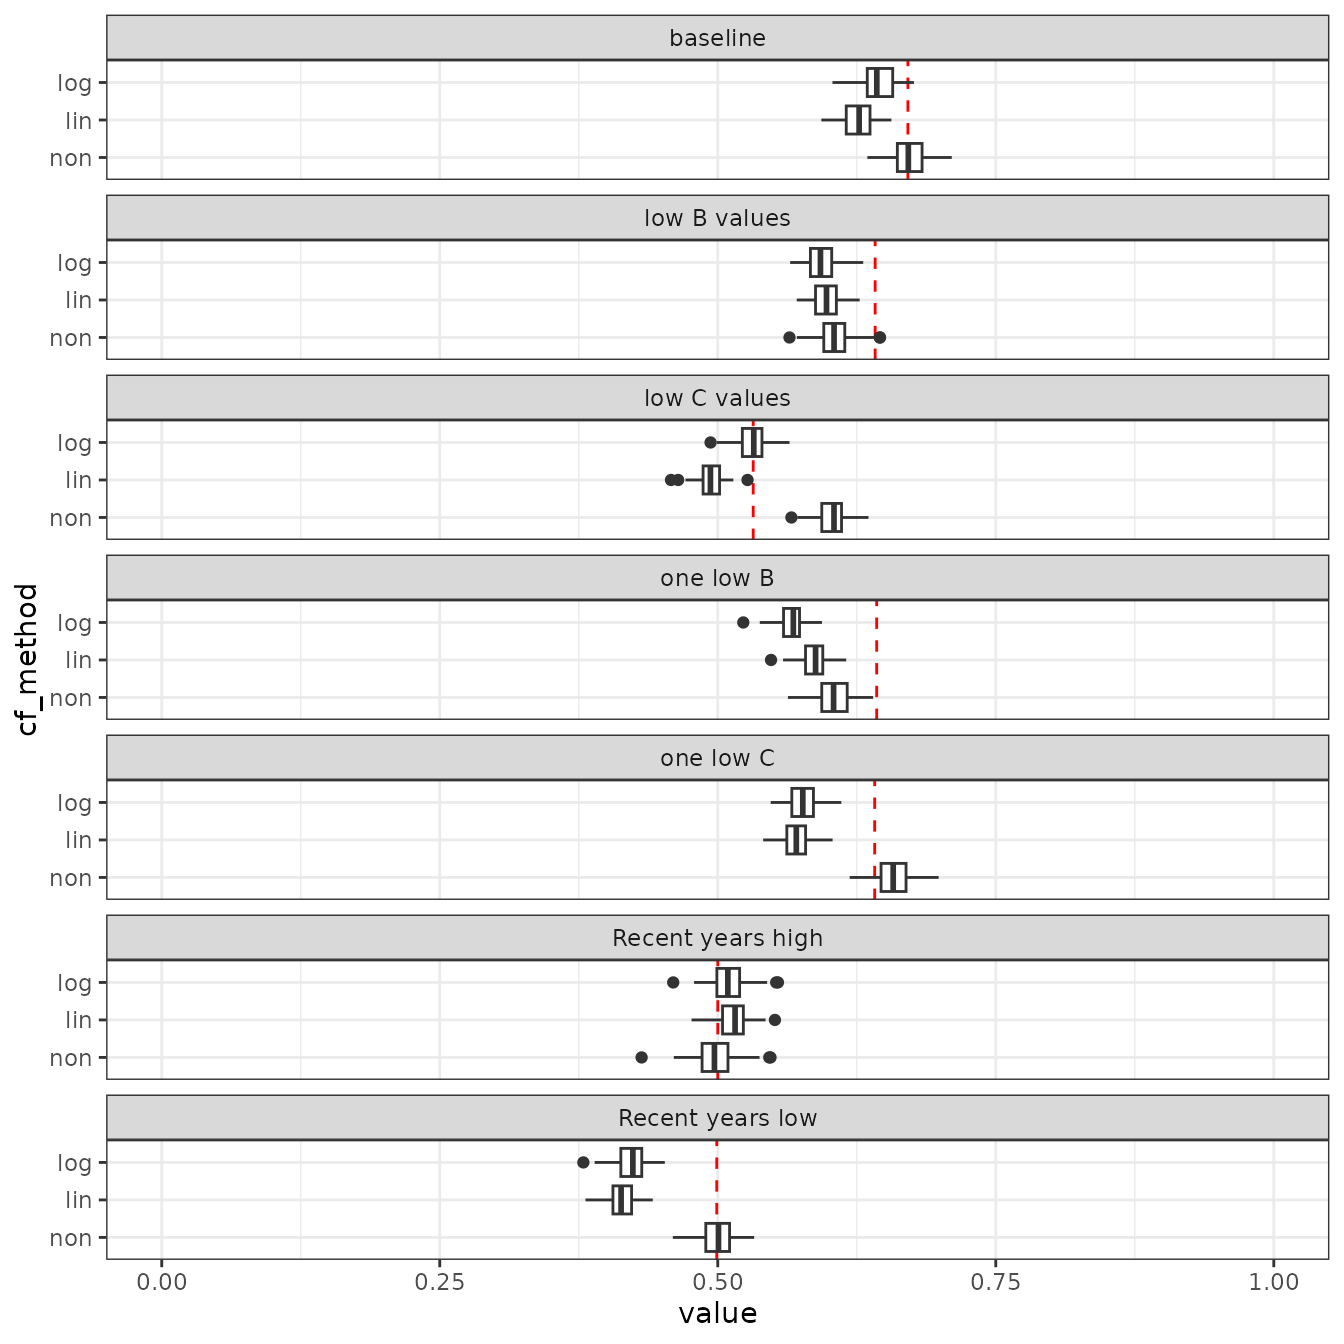 baseline
log
lin
non
low B values
log
lin
non
low C values
log
lin
non
one low B
log
lin
non
one low C
log
lin
non
Recent years high
log
lin
non
Recent years low
log
lin
non
cf_method
0.00 0.25 0.50 0.75 1.00
value